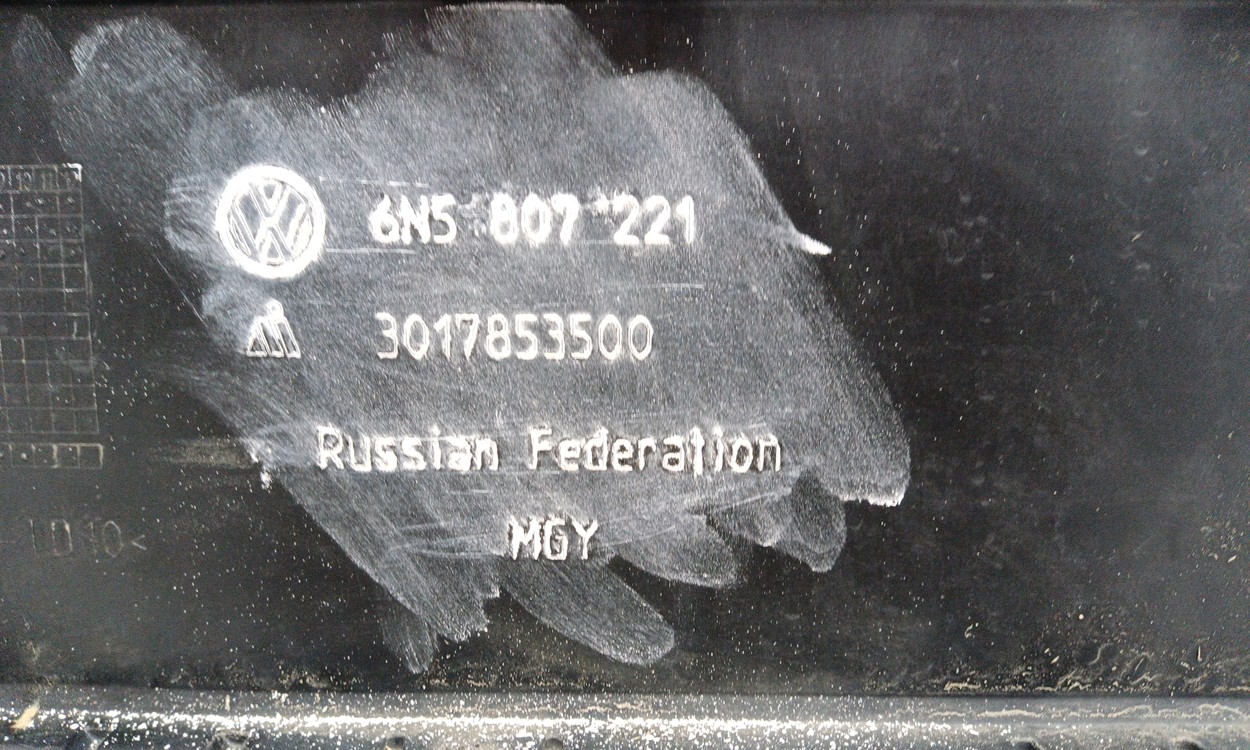 6N5 807 221
3017853500
Russian Federation
MGY